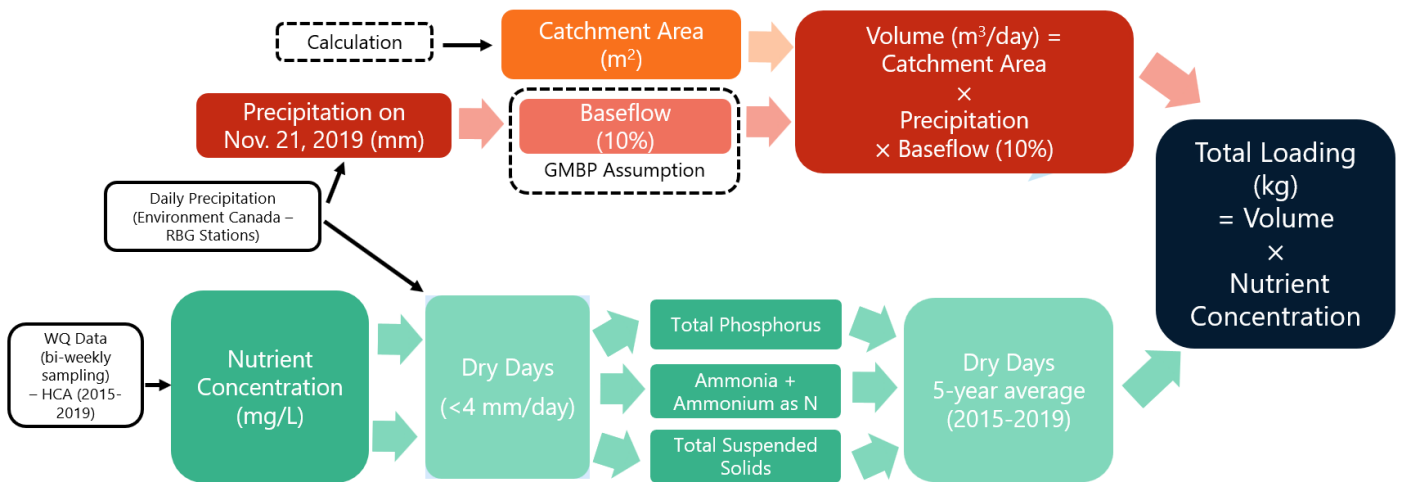 Calculation
Catchment Area
(m²)
Volume (m³/day) =
Catchment Area
×
Precipitation
× Baseflow (10%)
Precipitation on
Nov. 21, 2019 (mm)
Baseflow
(10%)
GMBP Assumption
Total Loading
(kg)
= Volume
×
Nutrient
Concentration
Daily Precipitation
(Environment Canada –
RBG Stations)
WQ Data
(bi-weekly
sampling)
– HCA (2015-
2019)
Nutrient
Concentration
(mg/L)
Dry Days
(<4 mm/day)
Total Phosphorus
Ammonia +
Ammonium as N
Total Suspended
Solids
Dry Days
5-year average
(2015-2019)